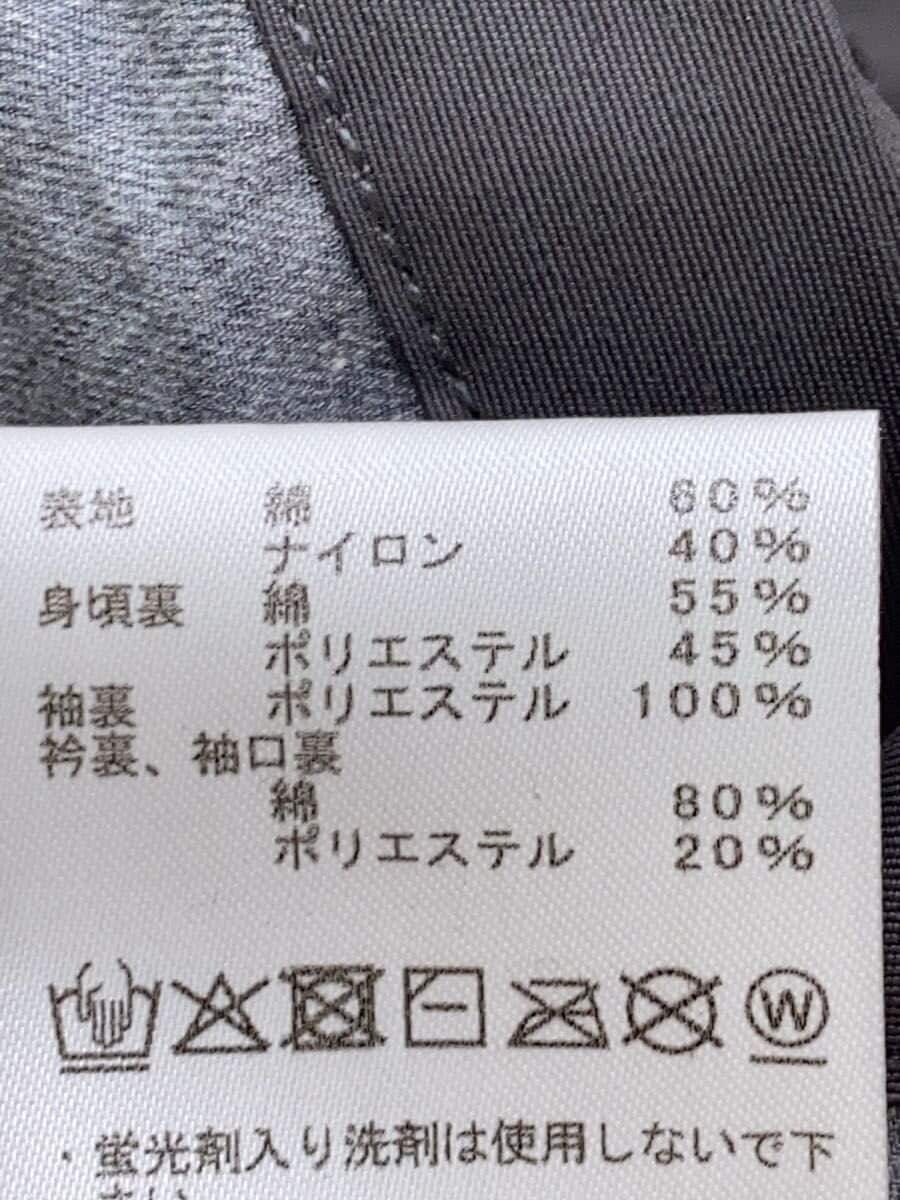 表地 綿 60%
ナイロン 40%
身頃裏 綿 55%
ポリエステル 45%
袖裏 ポリエステル 100%
衿裏、袖口裏
綿 80%
ポリエステル 20%
W
・蛍光剤入り洗剤は使用しないで下
さい